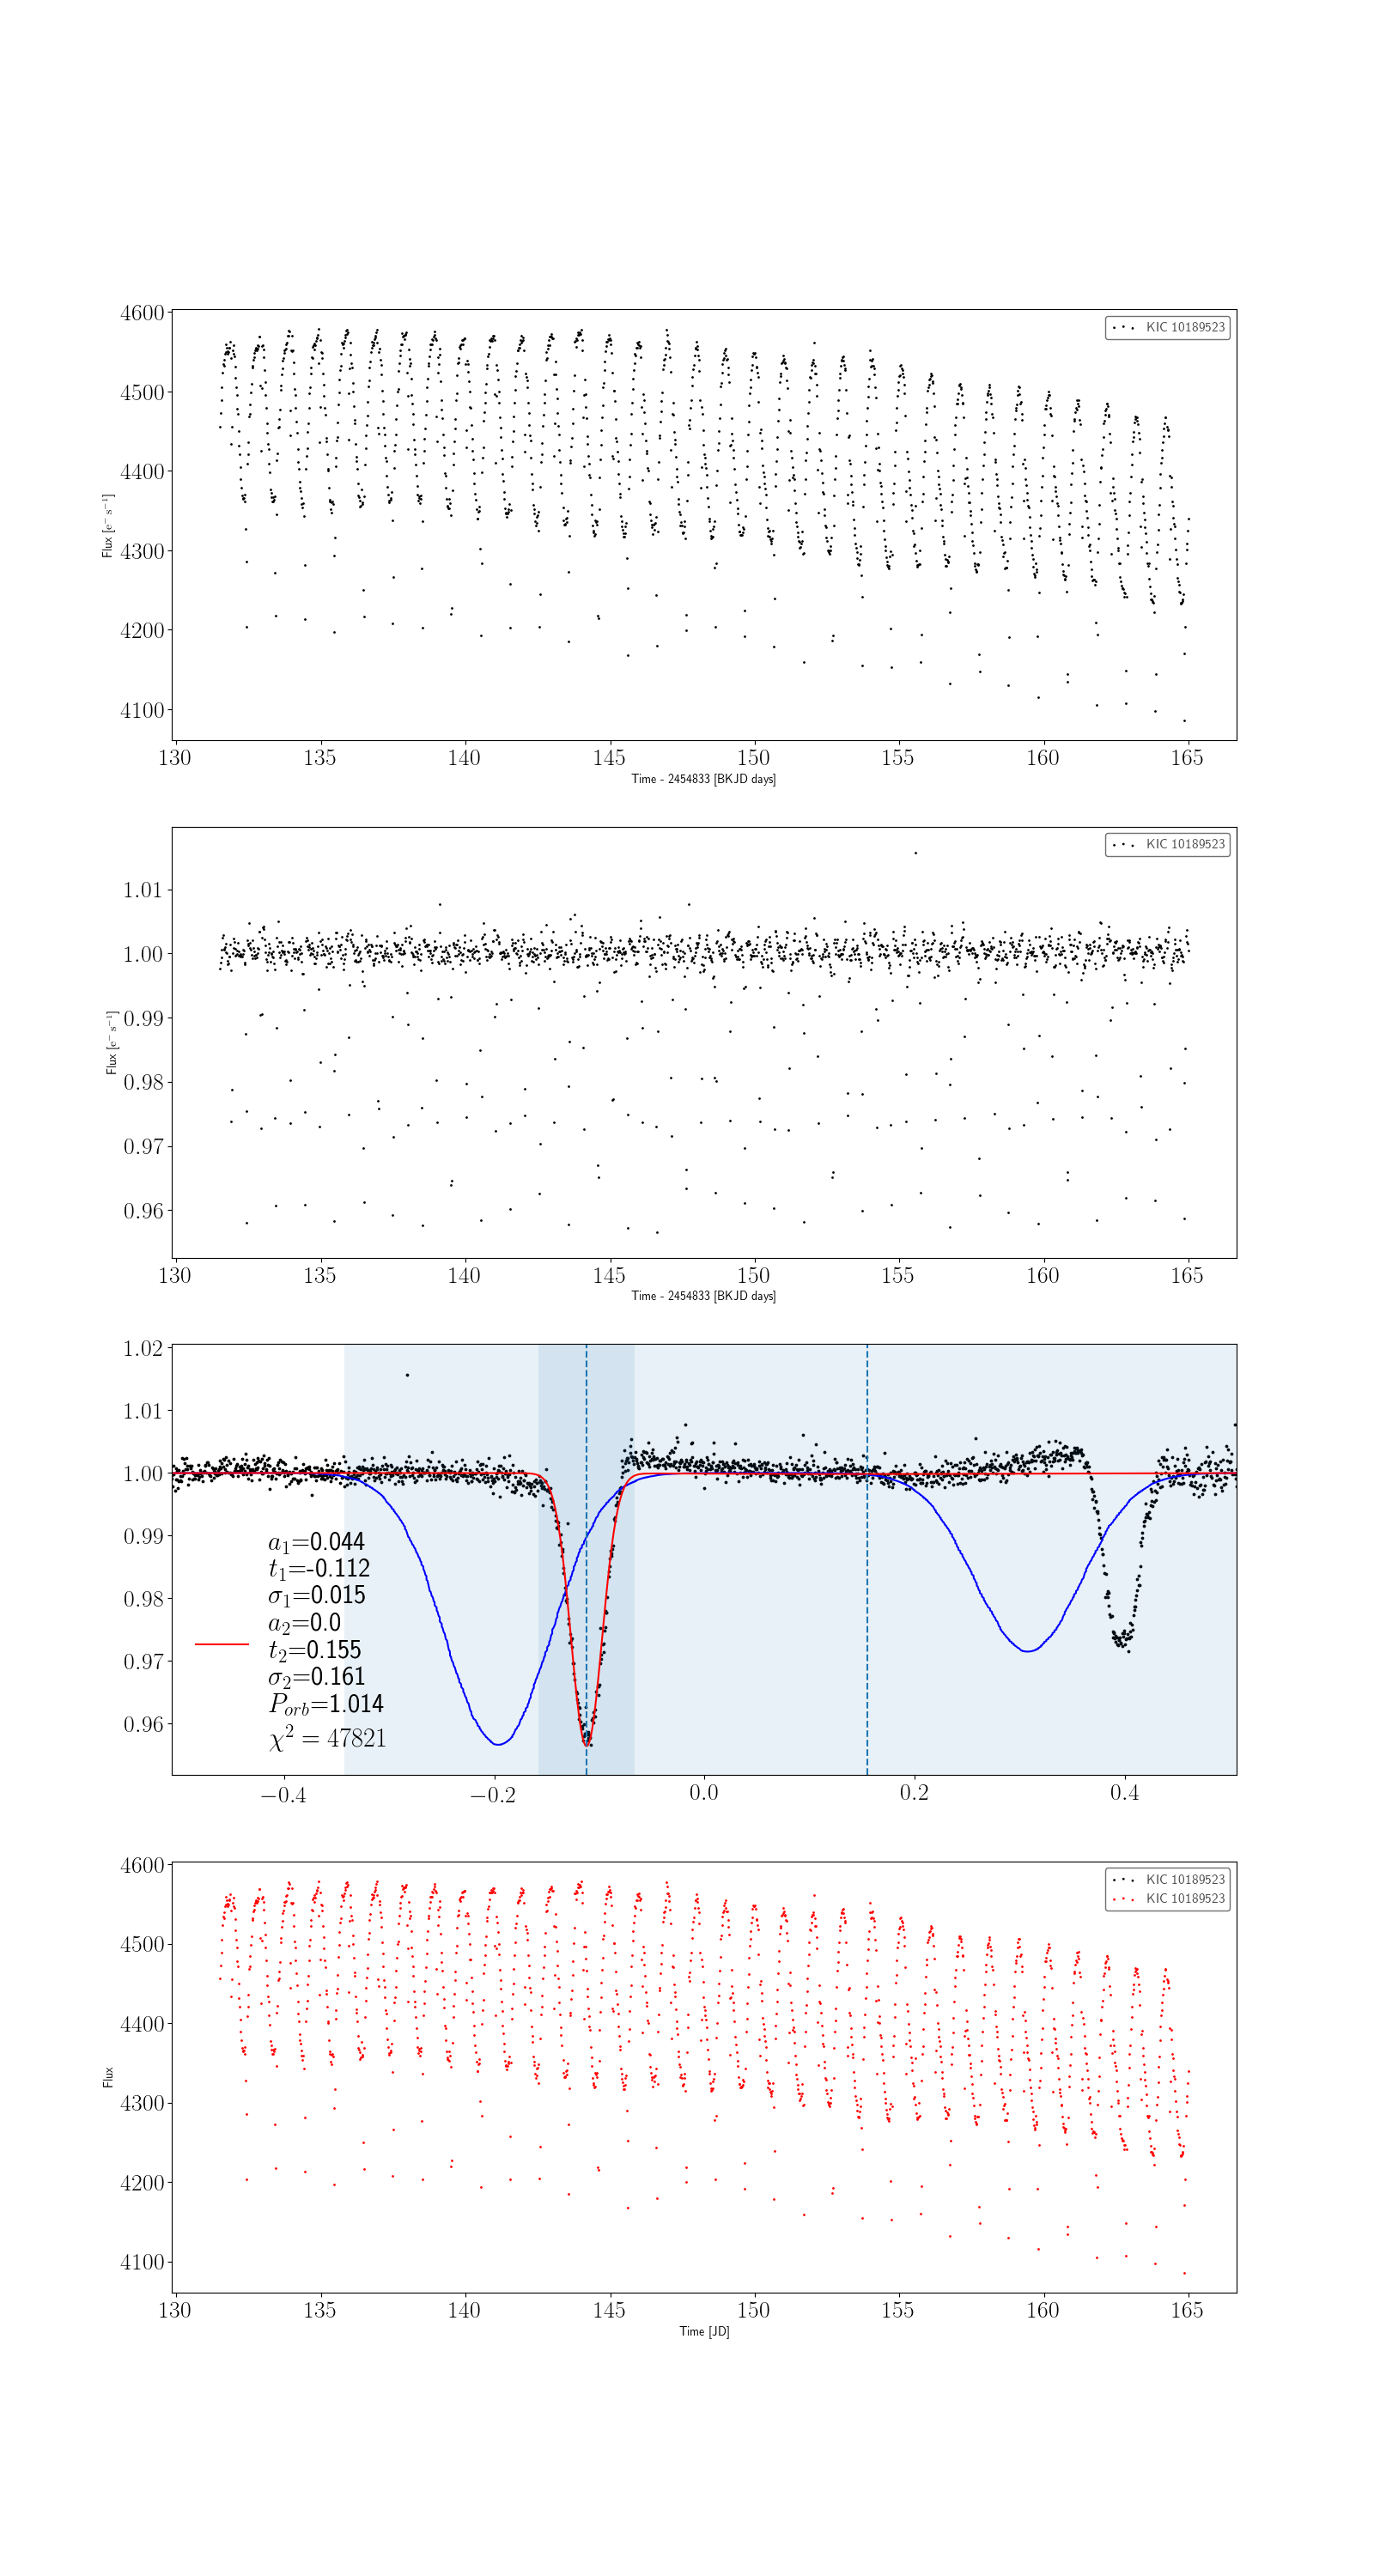 4600
4500
4400
4300
4200
4100
Flux [e⁻ s⁻¹]
KIC 10189523
130 135 140 145 150 155 160 165
Time - 2454833 [BKJD days]
1.01
1.00
0.99
0.98
0.97
0.96
Flux [e⁻ s⁻¹]
KIC 10189523
130 135 140 145 150 155 160 165
Time - 2454833 [BKJD days]
1.02
1.01
1.00
0.99
0.98
0.97
0.96
a₁=0.044
t₁=-0.112
σ₁=0.015
a₂=0.0
t₂=0.155
σ₂=0.161
P_orb=1.014
χ² = 47821
−0.4 −0.2 0.0 0.2 0.4
4600
4500
4400
4300
4200
4100
Flux
KIC 10189523
KIC 10189523
130 135 140 145 150 155 160 165
Time [JD]